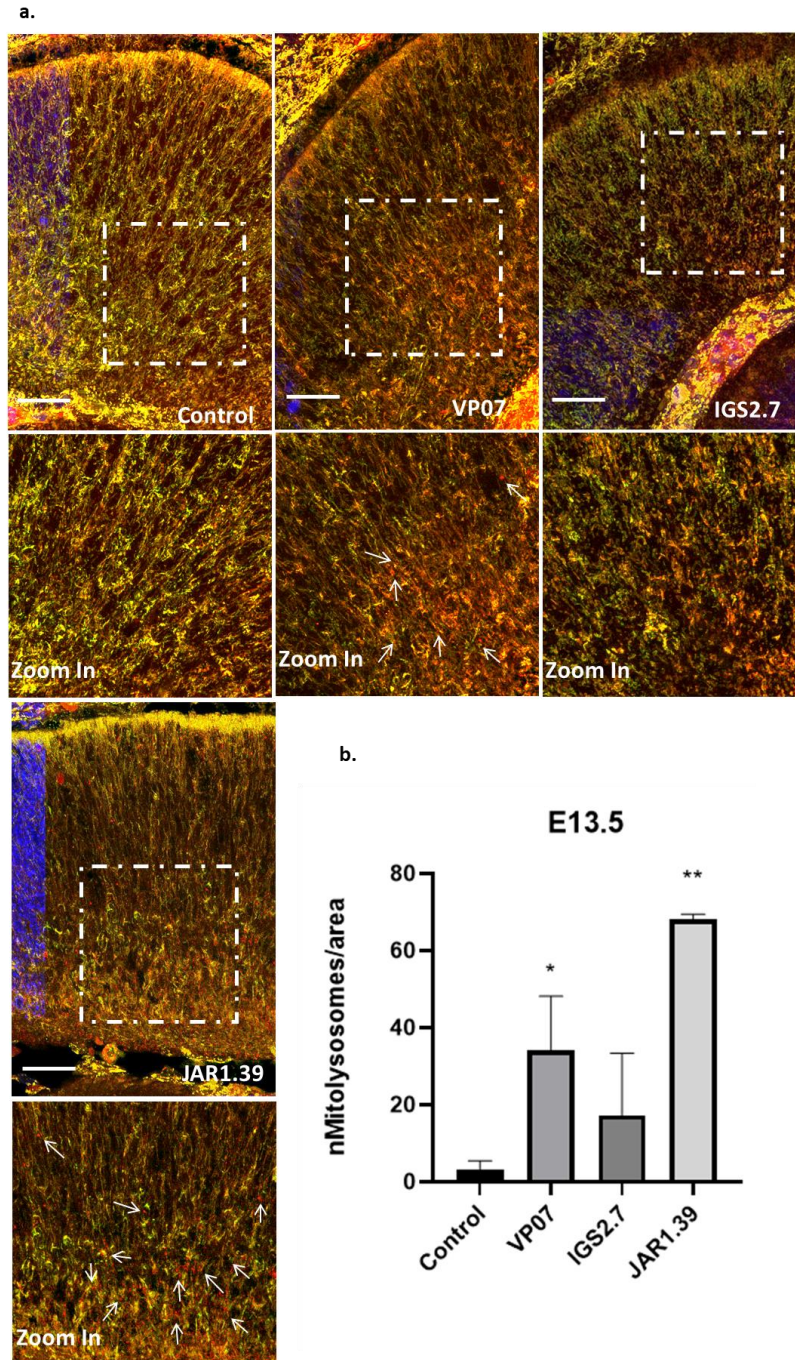 a.
Control
VP07
IGS2.7
Zoom In
Zoom In
Zoom In
JAR1.39
Zoom In
b.
E13.5
nMitolysosomes/area
80
60
40
20
0
*
**
Control
VP07
IGS2.7
JAR1.39